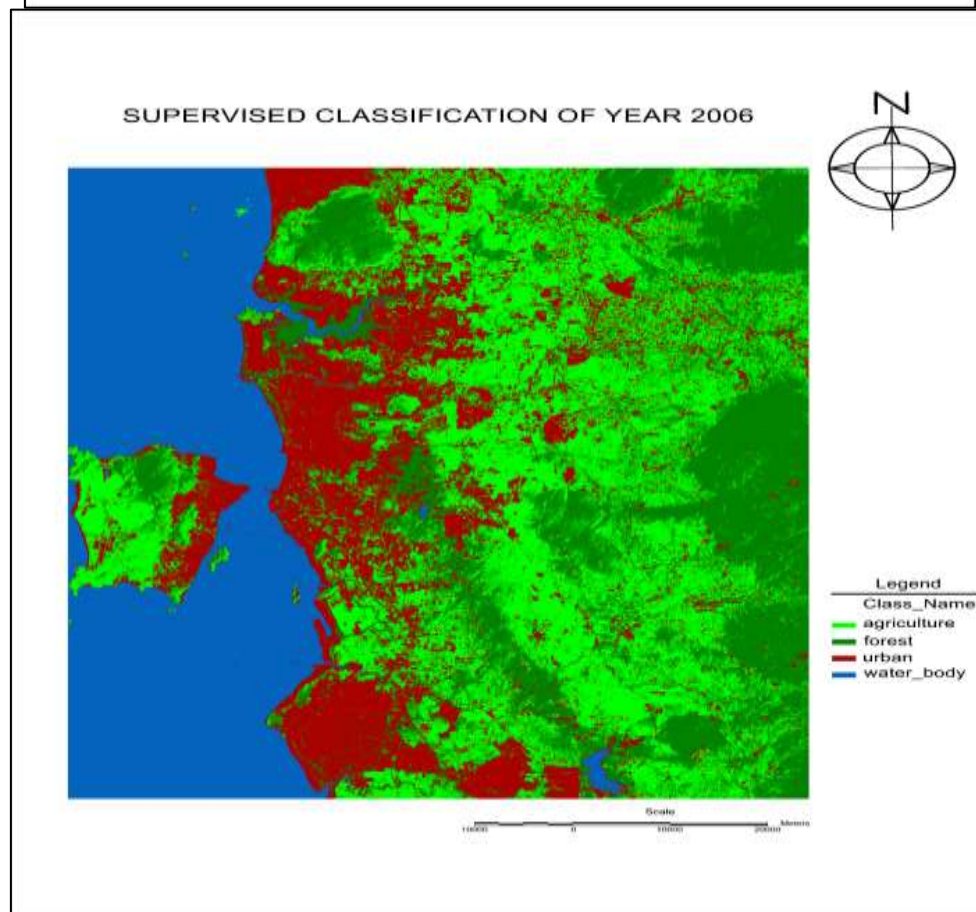 SUPERVISED CLASSIFICATION OF YEAR 2006
N
Legend
Class_Name
agriculture
forest
urban
water_body
Scale
10000 0 10000 20000 Meters